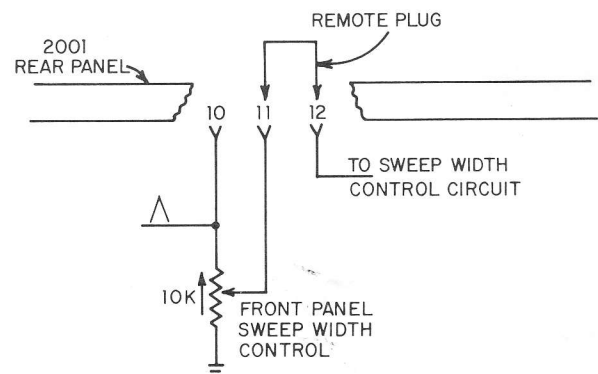 REMOTE PLUG
2001
REAR PANEL
10 11 12
TO SWEEP WIDTH
CONTROL CIRCUIT
10K
FRONT PANEL
SWEEP WIDTH
CONTROL